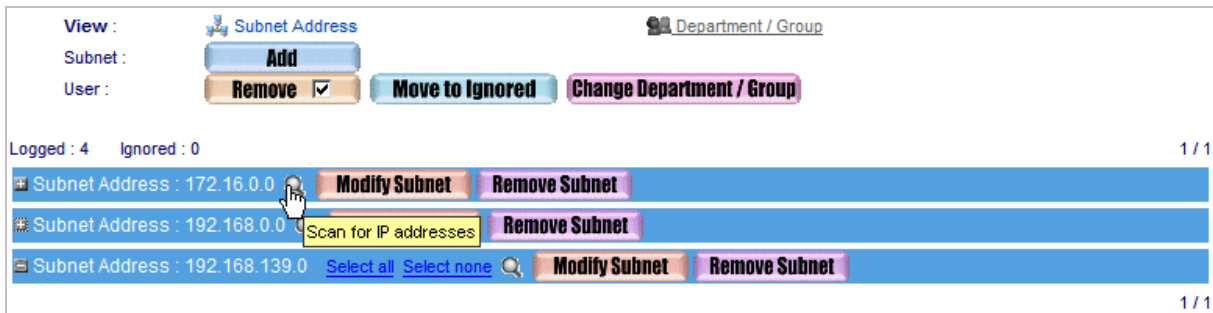 View : Subnet Address Department / Group
Subnet : Add
User : Remove Move to Ignored Change Department / Group
Logged : 4 Ignored : 0 1 / 1
Subnet Address : 172.16.0.0 Modify Subnet Remove Subnet
Subnet Address : 192.168.0.0 Remove Subnet
Scan for IP addresses
Subnet Address : 192.168.139.0 Select all Select none Modify Subnet Remove Subnet
1 / 1